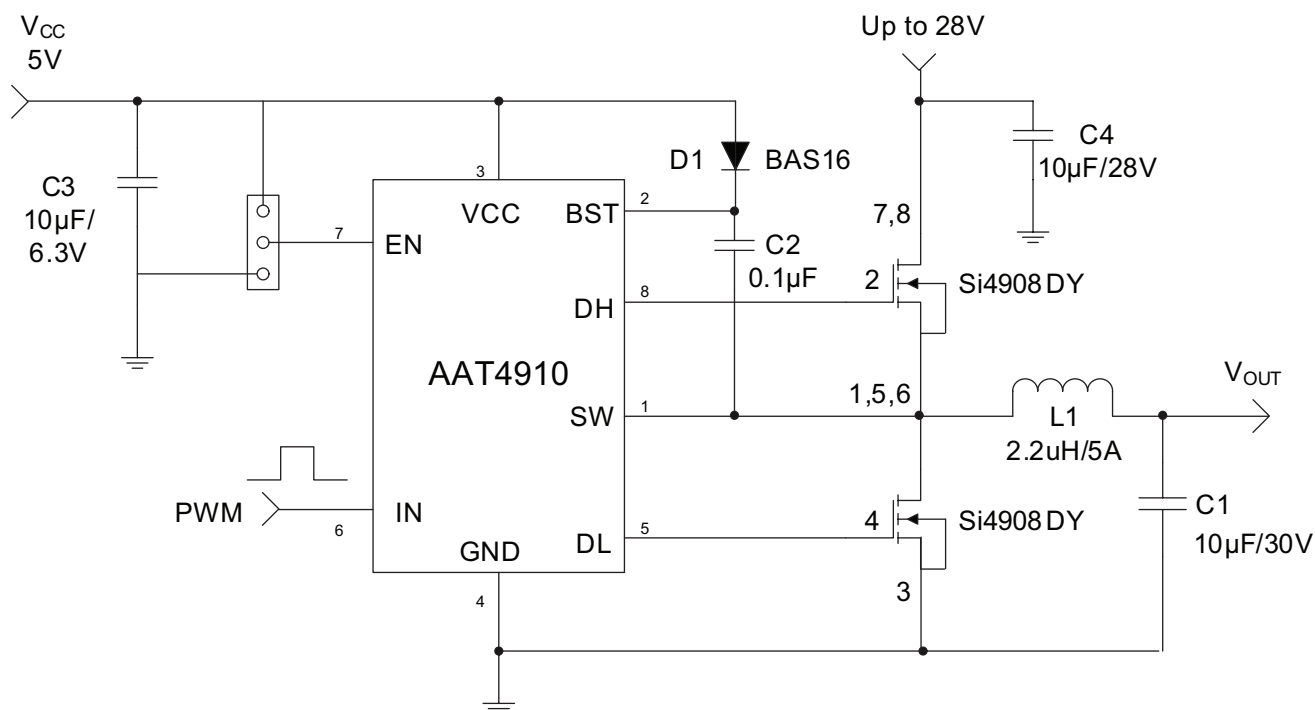 V_CC
5V
Up to 28V
C3
10µF/
6.3V
D1
BAS16
C4
10µF/28V
3
VCC
BST
2
7,8
7
EN
C2
0.1µF
DH
8
2
Si4908DY
AAT4910
SW
1
1,5,6
V_OUT
L1
2.2uH/5A
PWM
6
IN
GND
DL
5
4
Si4908DY
C1
10µF/30V
4
3